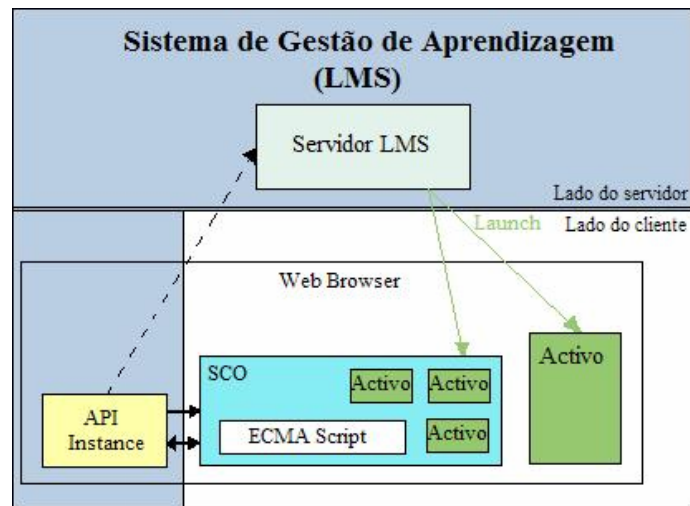 Sistema de Gestão de Aprendizagem
(LMS)
Servidor LMS
Lado do servidor
Launch
Lado do cliente
Web Browser
SCO
Activo
Activo
Activo
API
Instance
ECMA Script
Activo